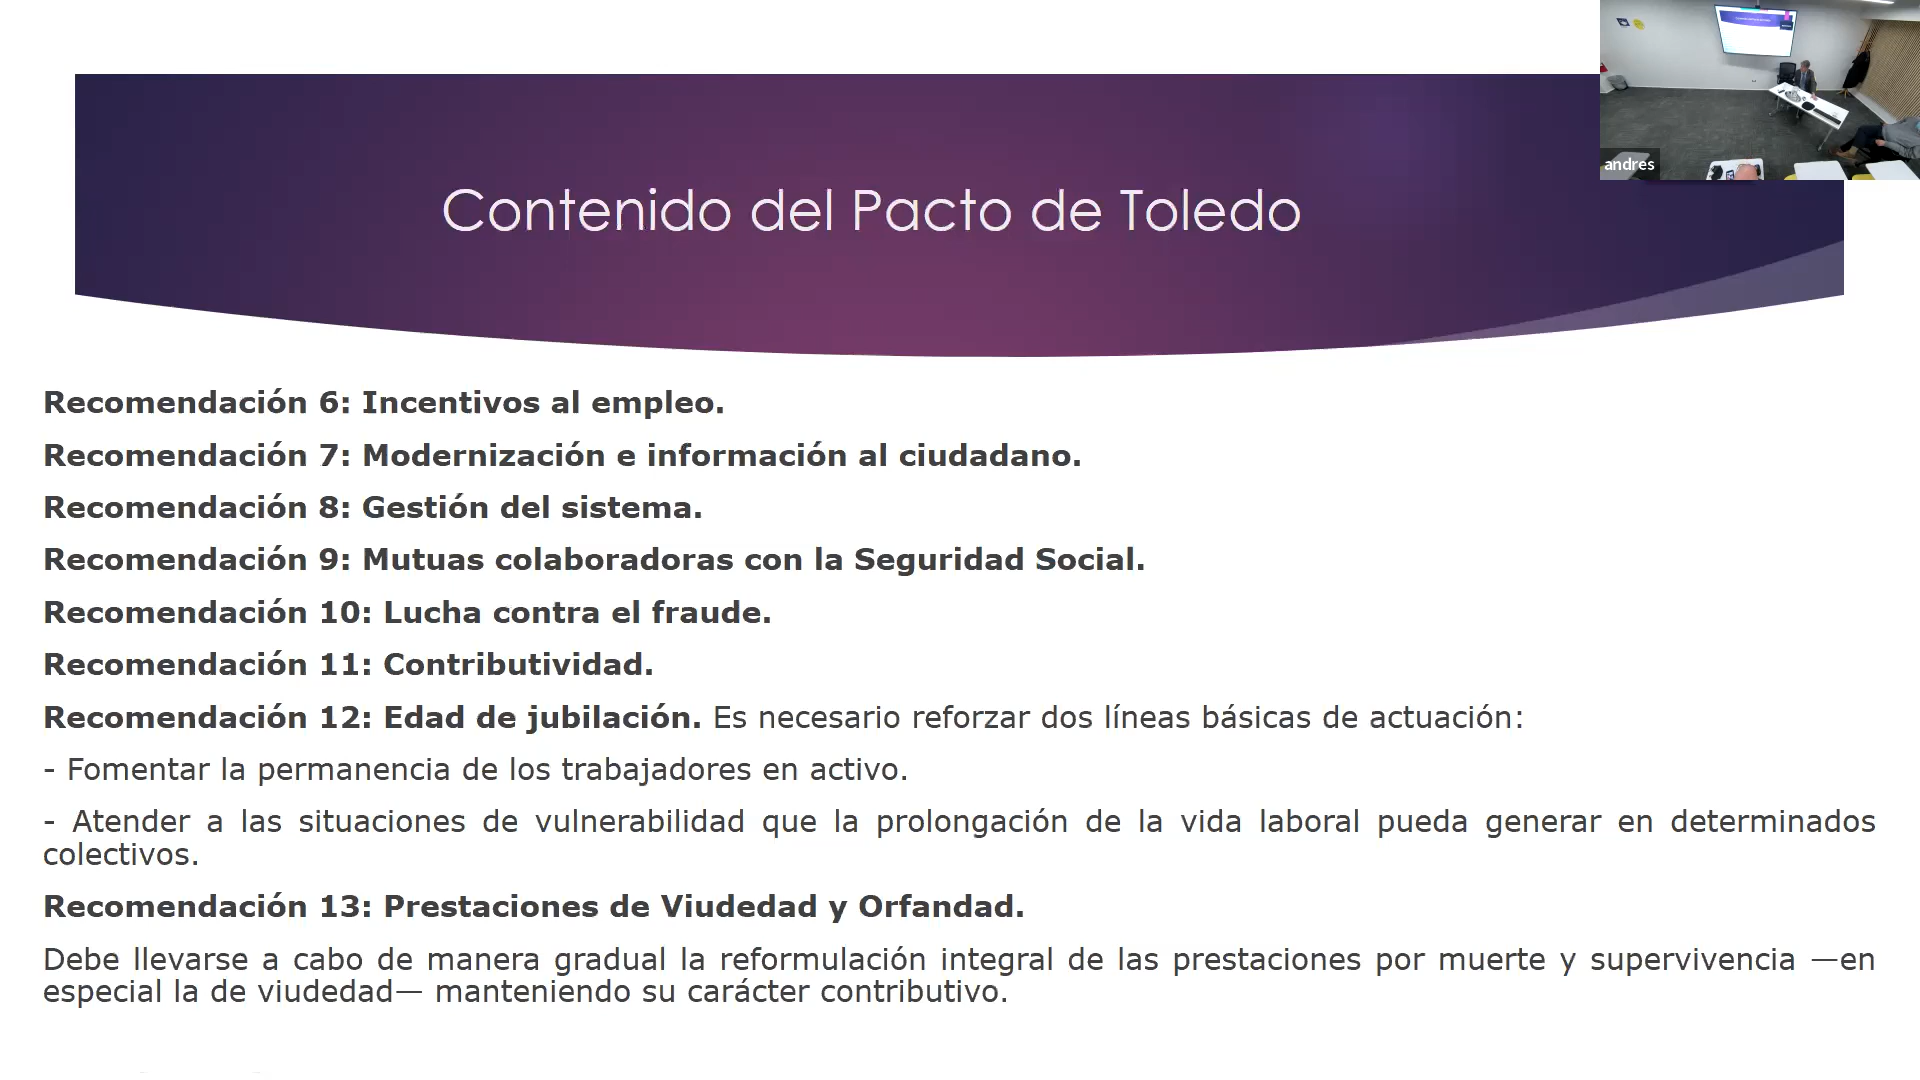 andres
Contenido del Pacto de Toledo
Recomendación 6: Incentivos al empleo.
Recomendación 7: Modernización e información al ciudadano.
Recomendación 8: Gestión del sistema.
Recomendación 9: Mutuas colaboradoras con la Seguridad Social.
Recomendación 10: Lucha contra el fraude.
Recomendación 11: Contributividad.
Recomendación 12: Edad de jubilación. Es necesario reforzar dos líneas básicas de actuación:
- Fomentar la permanencia de los trabajadores en activo.
- Atender a las situaciones de vulnerabilidad que la prolongación de la vida laboral pueda generar en determinados
colectivos.
Recomendación 13: Prestaciones de Viudedad y Orfandad.
Debe llevarse a cabo de manera gradual la reformulación integral de las prestaciones por muerte y supervivencia —en
especial la de viudedad— manteniendo su carácter contributivo.